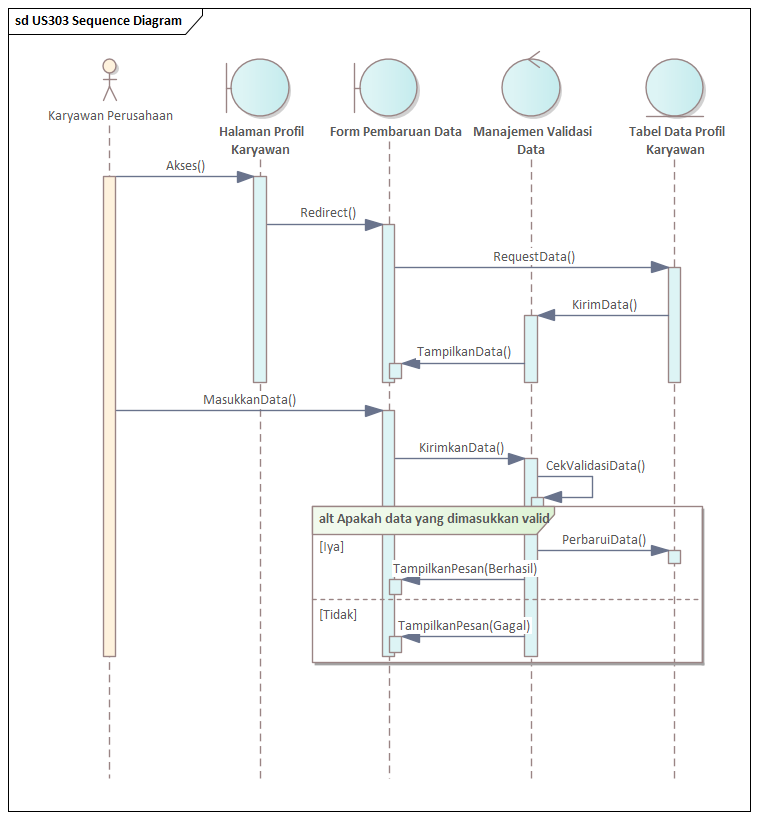 sd US303 Sequence Diagram
Karyawan Perusahaan
Halaman Profil
Karyawan
Form Pembaruan Data
Manajemen Validasi
Data
Tabel Data Profil
Karyawan
Akses()
Redirect()
RequestData()
KirimData()
TampilkanData()
MasukkanData()
KirimkanData()
CekValidasiData()
alt Apakah data yang dimasukkan valid
[Iya]
PerbaruiData()
TampilkanPesan(Berhasil)
[Tidak]
TampilkanPesan(Gagal)